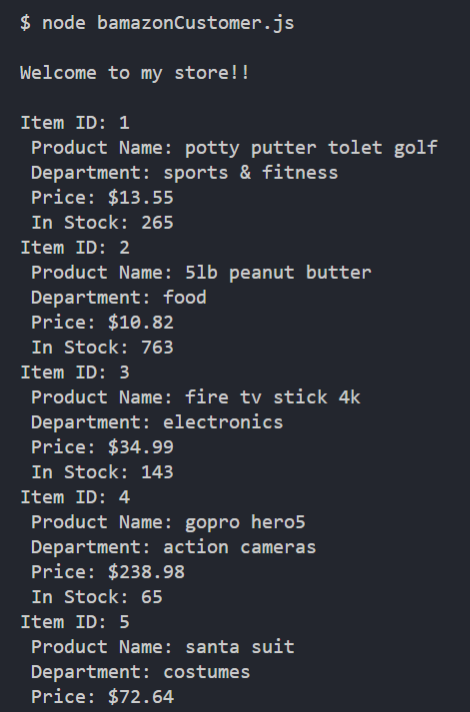 $ node bamazonCustomer.js
Welcome to my store!!
Item ID: 1
Product Name: potty putter tolet golf
Department: sports & fitness
Price: $13.55
In Stock: 265
Item ID: 2
Product Name: 5lb peanut butter
Department: food
Price: $10.82
In Stock: 763
Item ID: 3
Product Name: fire tv stick 4k
Department: electronics
Price: $34.99
In Stock: 143
Item ID: 4
Product Name: gopro hero5
Department: action cameras
Price: $238.98
In Stock: 65
Item ID: 5
Product Name: santa suit
Department: costumes
Price: $72.64